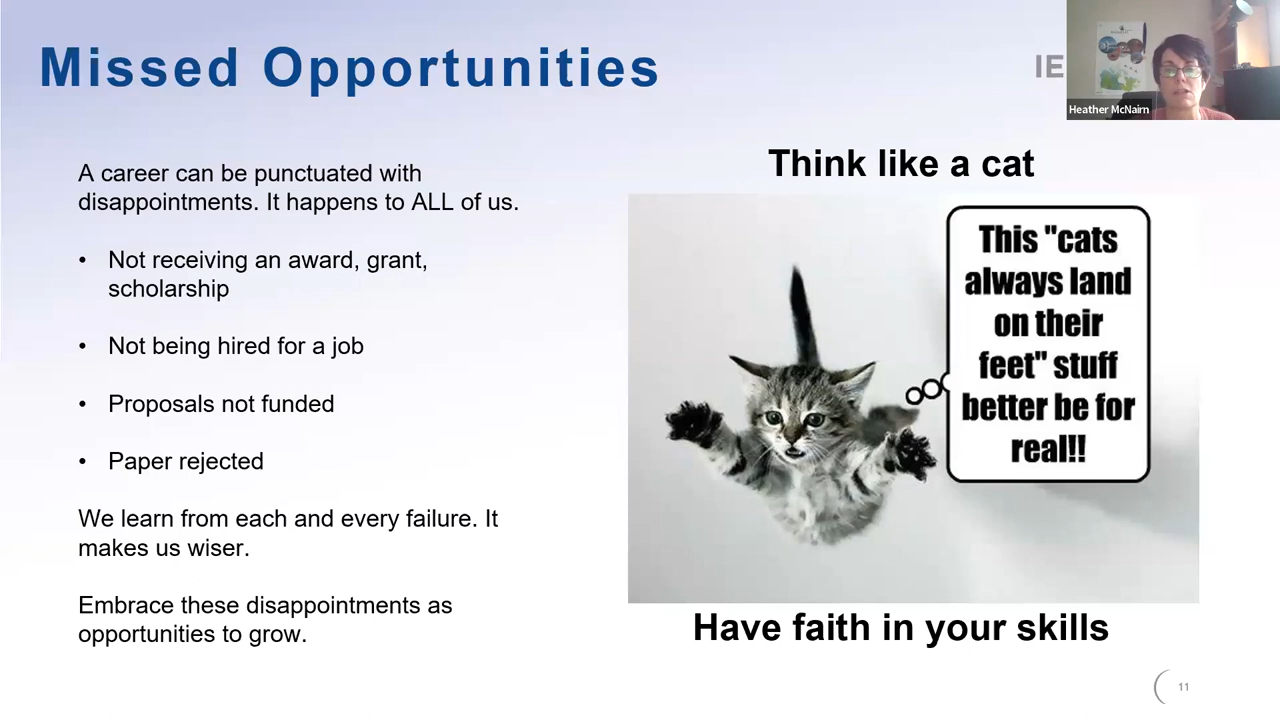 Missed Opportunities
IE
Heather McNairn
A career can be punctuated with
disappointments. It happens to ALL of us.
• Not receiving an award, grant,
scholarship
• Not being hired for a job
• Proposals not funded
• Paper rejected
We learn from each and every failure. It
makes us wiser.
Embrace these disappointments as
opportunities to grow.
Think like a cat
This "cats
always land
on their
feet" stuff
better be for
real!!
Have faith in your skills
11